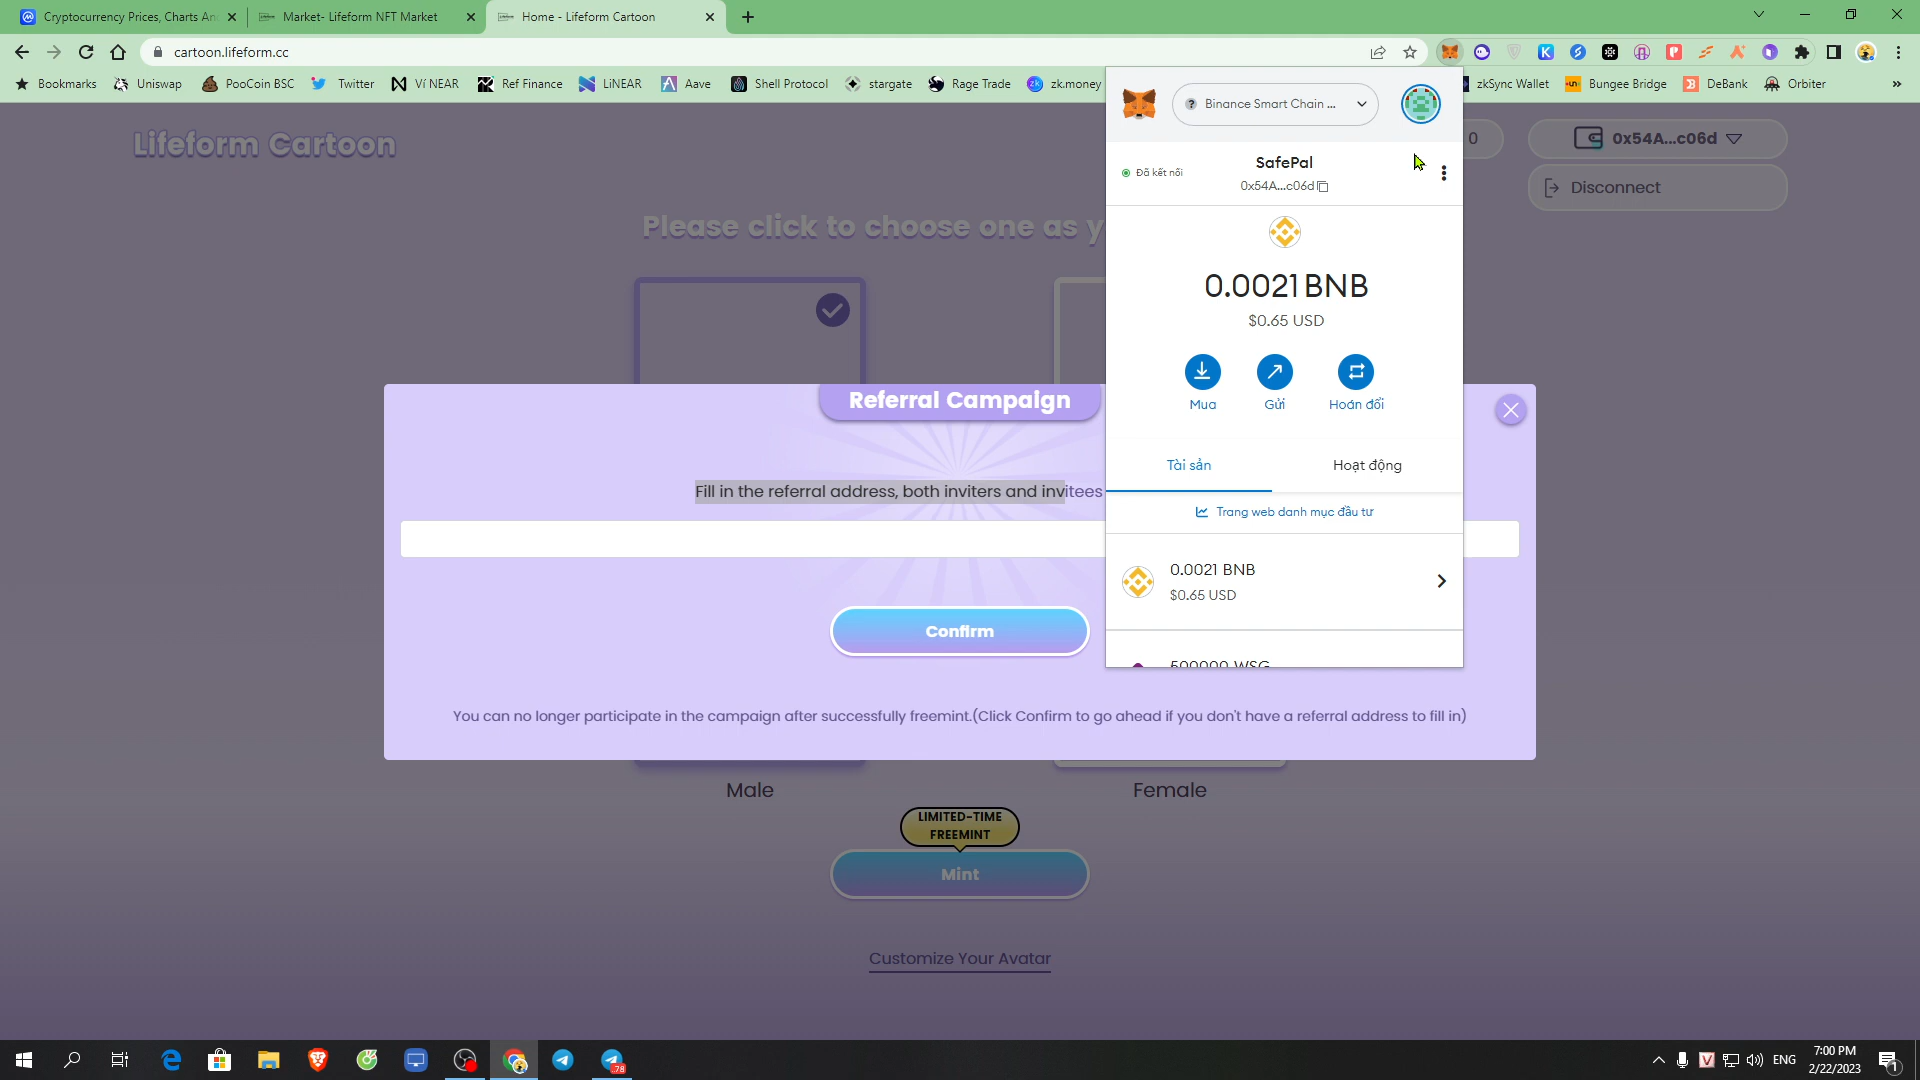 Cryptocurrency Prices, Charts An
Market- Lifeform NFT Market
Home - Lifeform Cartoon
cartoon.lifeform.cc
Bookmarks
Uniswap
PooCoin BSC
Twitter
Ví NEAR
Ref Finance
LiNEAR
Aave
Shell Protocol
stargate
Rage Trade
zk.money
zkSync Wallet
Bungee Bridge
DeBank
Orbiter
Lifeform Cartoon
0
0x54A...c06d
Disconnect
Please click to choose one as y
Binance Smart Chain ...
Đã kết nối
SafePal
0x54A...c06d
0.0021 BNB
$0.65 USD
Mua
Gửi
Hoán đổi
Tài sản
Hoạt động
Trang web danh mục đầu tư
0.0021 BNB
$0.65 USD
500000 WSG
Referral Campaign
Fill in the referral address, both inviters and invitees
Confirm
You can no longer participate in the campaign after successfully freemint.(Click Confirm to go ahead if you don't have a referral address to fill in)
Male
Female
LIMITED-TIME
FREEMINT
Mint
Customize Your Avatar
78
ENG
7:00 PM
2/22/2023
1